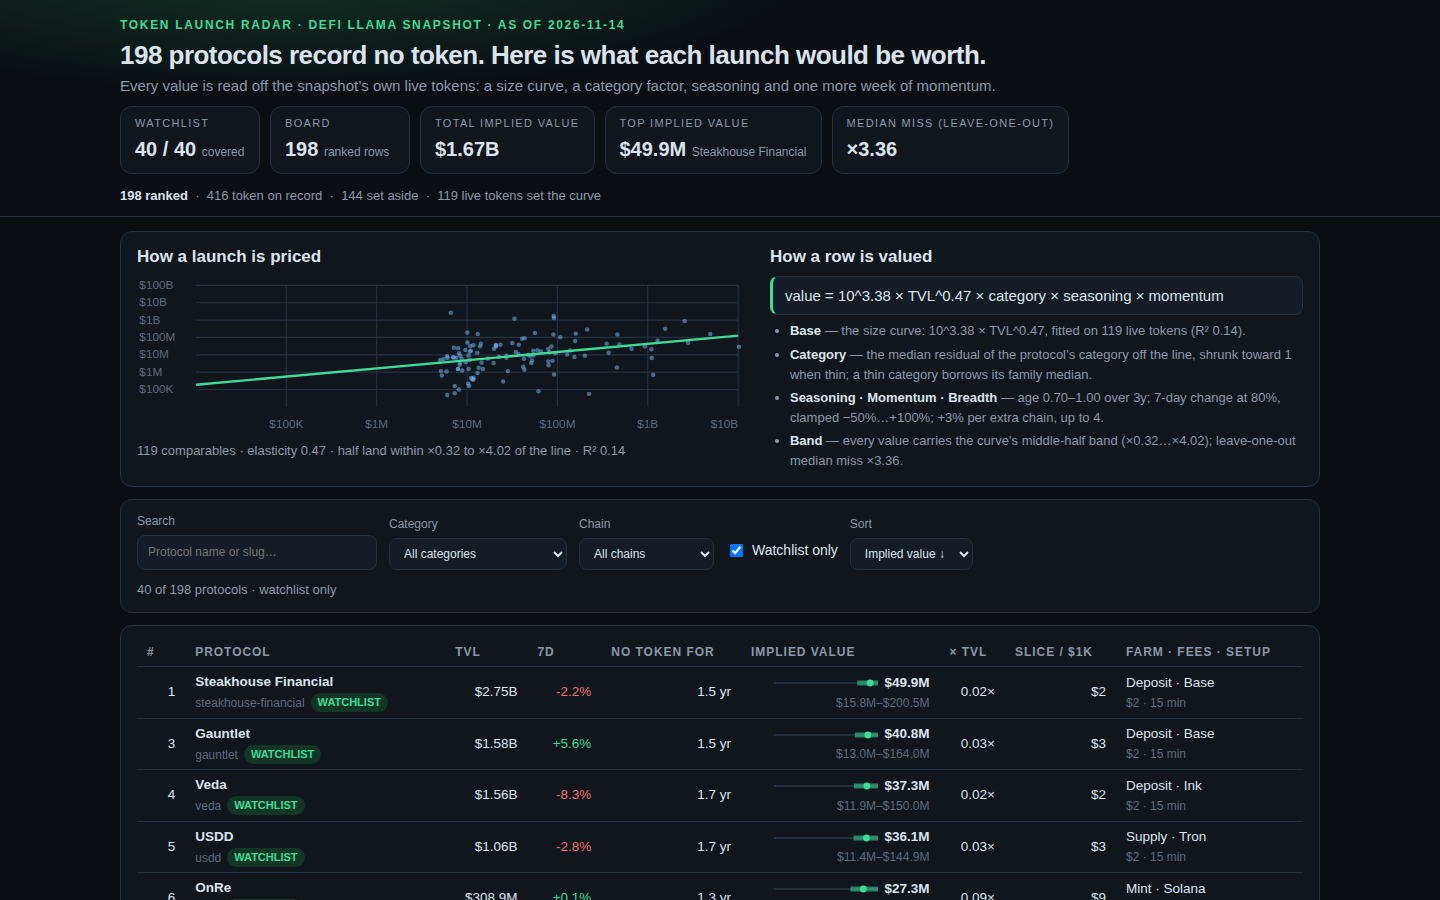 TOKEN LAUNCH RADAR · DEFI LLAMA SNAPSHOT · AS OF 2026-11-14
198 protocols record no token. Here is what each launch would be worth.
Every value is read off the snapshot’s own live tokens: a size curve, a category factor, seasoning and one more week of momentum.
WATCHLIST
40 / 40 covered
BOARD
198 ranked rows
TOTAL IMPLIED VALUE
$1.67B
TOP IMPLIED VALUE
$49.9M Steakhouse Financial
MEDIAN MISS (LEAVE-ONE-OUT)
×3.36
198 ranked · 416 token on record · 144 set aside · 119 live tokens set the curve
How a launch is priced
$100B
$10B
$1B
$100M
$10M
$1M
$100K
$100K $1M $10M $100M $1B $10B
119 comparables · elasticity 0.47 · half land within ×0.32 to ×4.02 of the line · R² 0.14
How a row is valued
value = 10^3.38 × TVL^0.47 × category × seasoning × momentum
• Base — the size curve: 10^3.38 × TVL^0.47, fitted on 119 live tokens (R² 0.14).
• Category — the median residual of the protocol’s category off the line, shrunk toward 1
when thin; a thin category borrows its family median.
• Seasoning · Momentum · Breadth — age 0.70–1.00 over 3y; 7-day change at 80%,
clamped −50%…+100%; +3% per extra chain, up to 4.
• Band — every value carries the curve’s middle-half band (×0.32…×4.02); leave-one-out
median miss ×3.36.
Search
Protocol name or slug…
Category
All categories
Chain
All chains
Watchlist only
Sort
Implied value ↓
40 of 198 protocols · watchlist only
# PROTOCOL TVL 7D NO TOKEN FOR IMPLIED VALUE × TVL SLICE / $1K FARM · FEES · SETUP
1 Steakhouse Financial $2.75B -2.2% 1.5 yr $49.9M 0.02× $2 Deposit · Base
steakhouse-financial WATCHLIST $15.8M–$200.5M $2 · 15 min
3 Gauntlet $1.58B +5.6% 1.5 yr $40.8M 0.03× $3 Deposit · Base
gauntlet WATCHLIST $13.0M–$164.0M $2 · 15 min
4 Veda $1.56B -8.3% 1.7 yr $37.3M 0.02× $2 Deposit · Ink
veda WATCHLIST $11.9M–$150.0M $2 · 15 min
5 USDD $1.06B -2.8% 1.7 yr $36.1M 0.03× $3 Supply · Tron
usdd WATCHLIST $11.4M–$144.9M $2 · 15 min
6 OnRe $308.9M +0.1% 1.3 yr $27.3M 0.09× $9 Mint · Solana